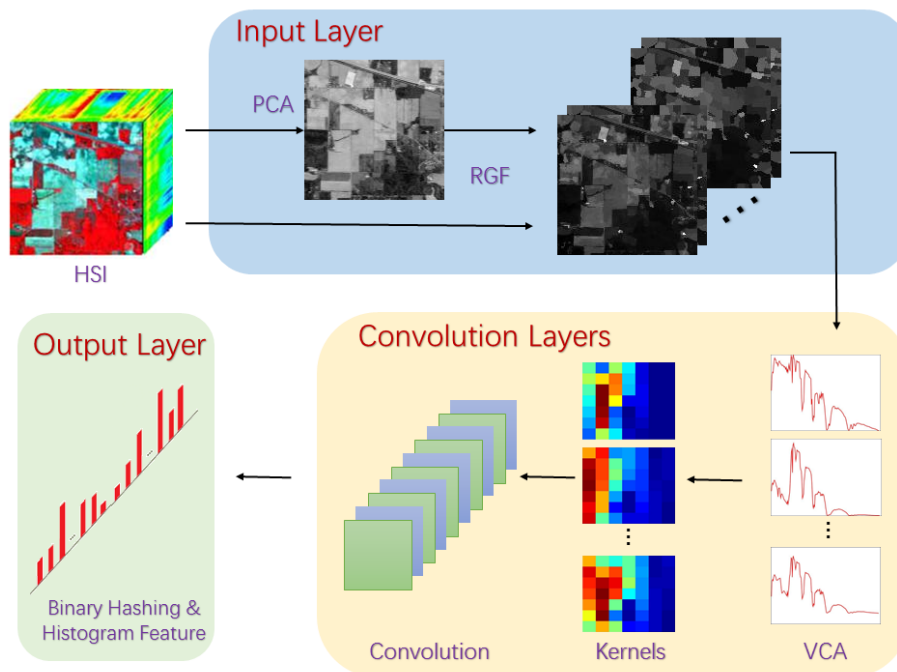 Input Layer
PCA
RGF
HSI
Output Layer
Binary Hashing &
Histogram Feature
Convolution Layers
Convolution
Kernels
VCA